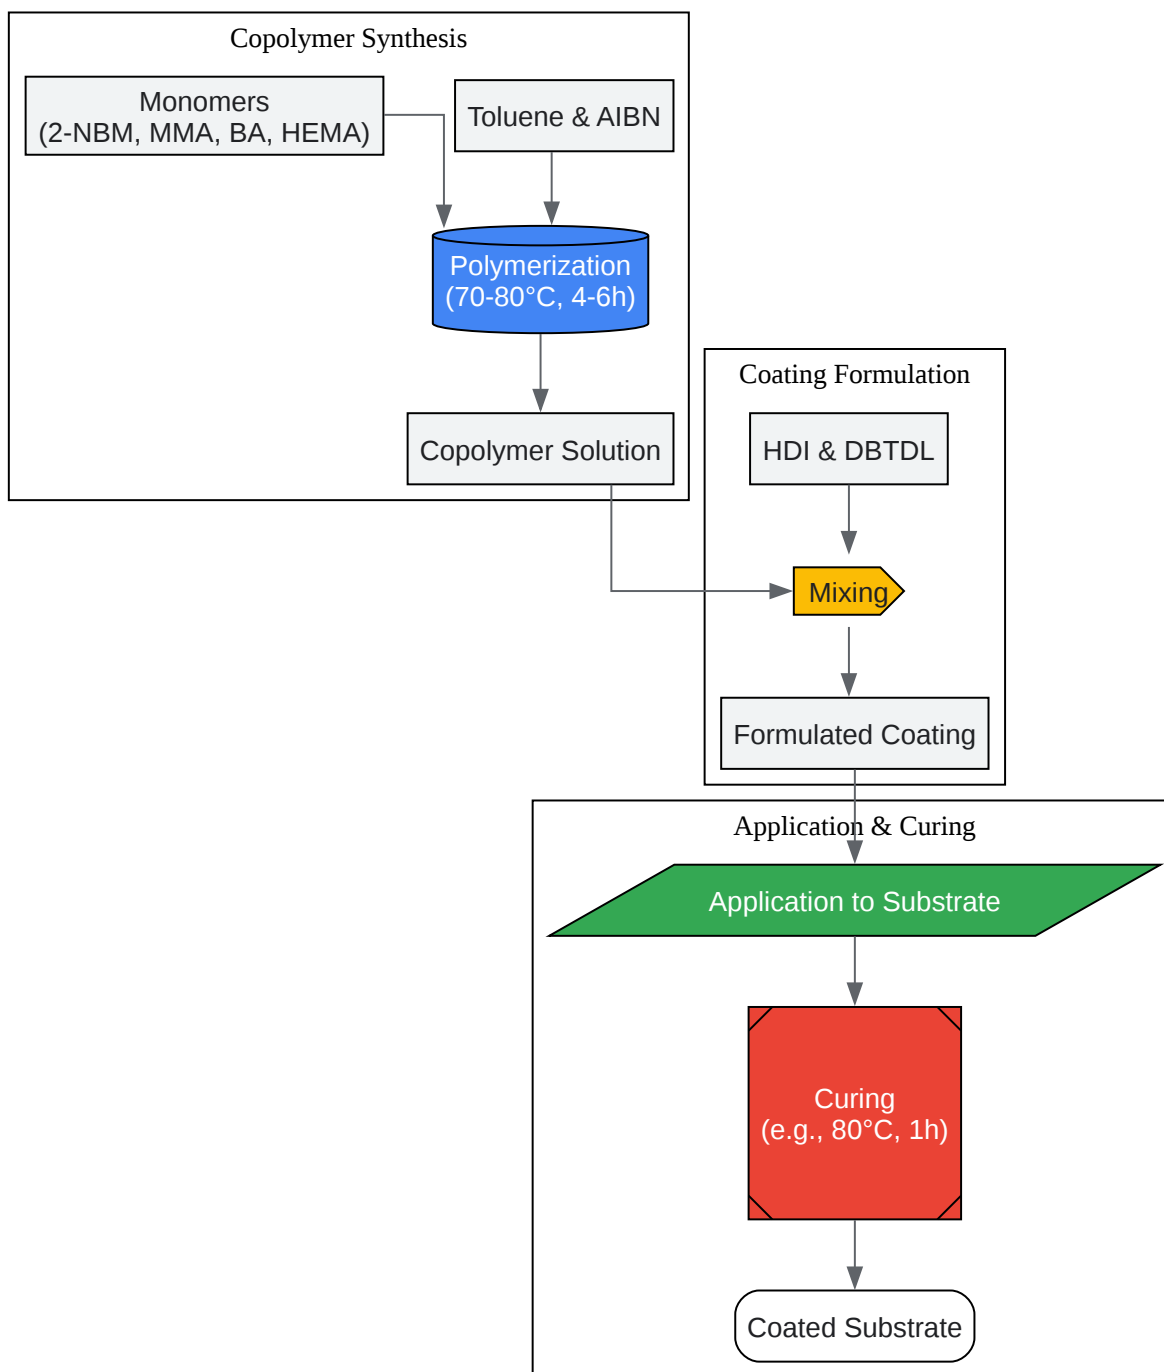 Copolymer Synthesis
Monomers
(2-NBM, MMA, BA, HEMA)
Toluene & AIBN
Polymerization
(70-80°C, 4-6h)
Copolymer Solution
Coating Formulation
HDI & DBTDL
Mixing
Formulated Coating
Application & Curing
Application to Substrate
Curing
(e.g., 80°C, 1h)
Coated Substrate